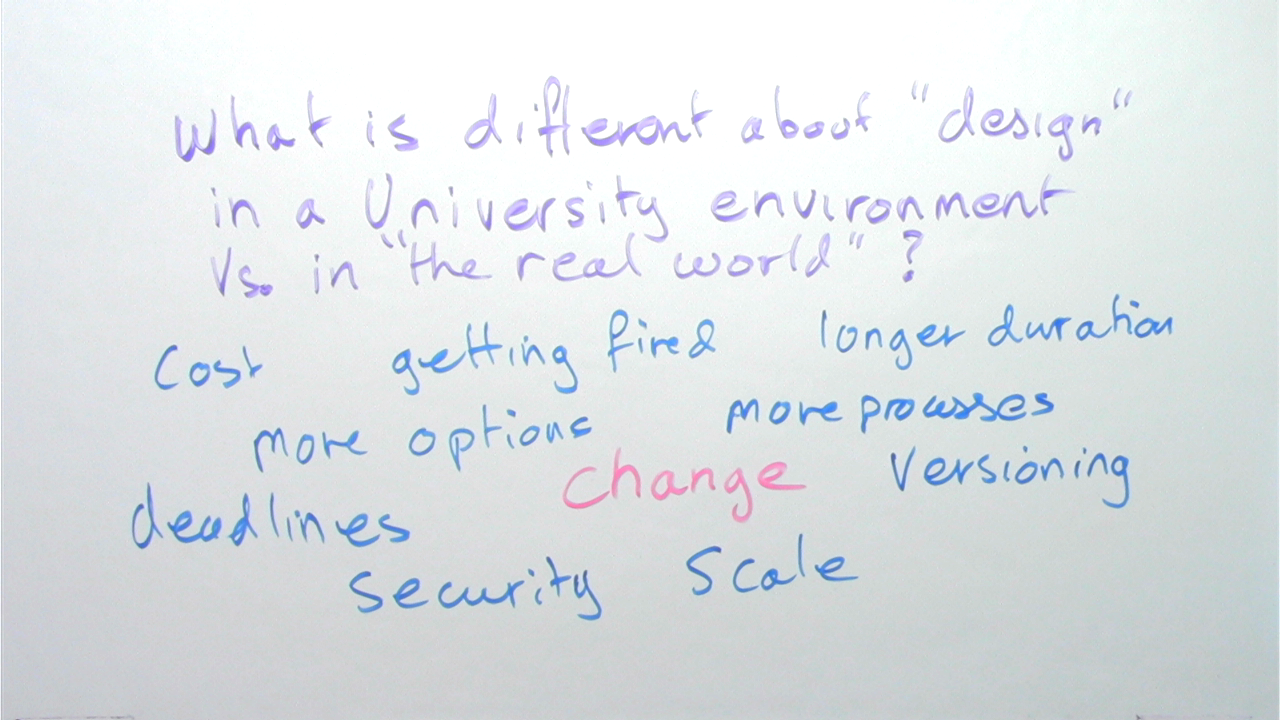 What is different about "design"
in a University environment
Vs. in "the real world" ?
Cost getting fired longer duration
more options more processes
change Versioning
deadlines
security Scale